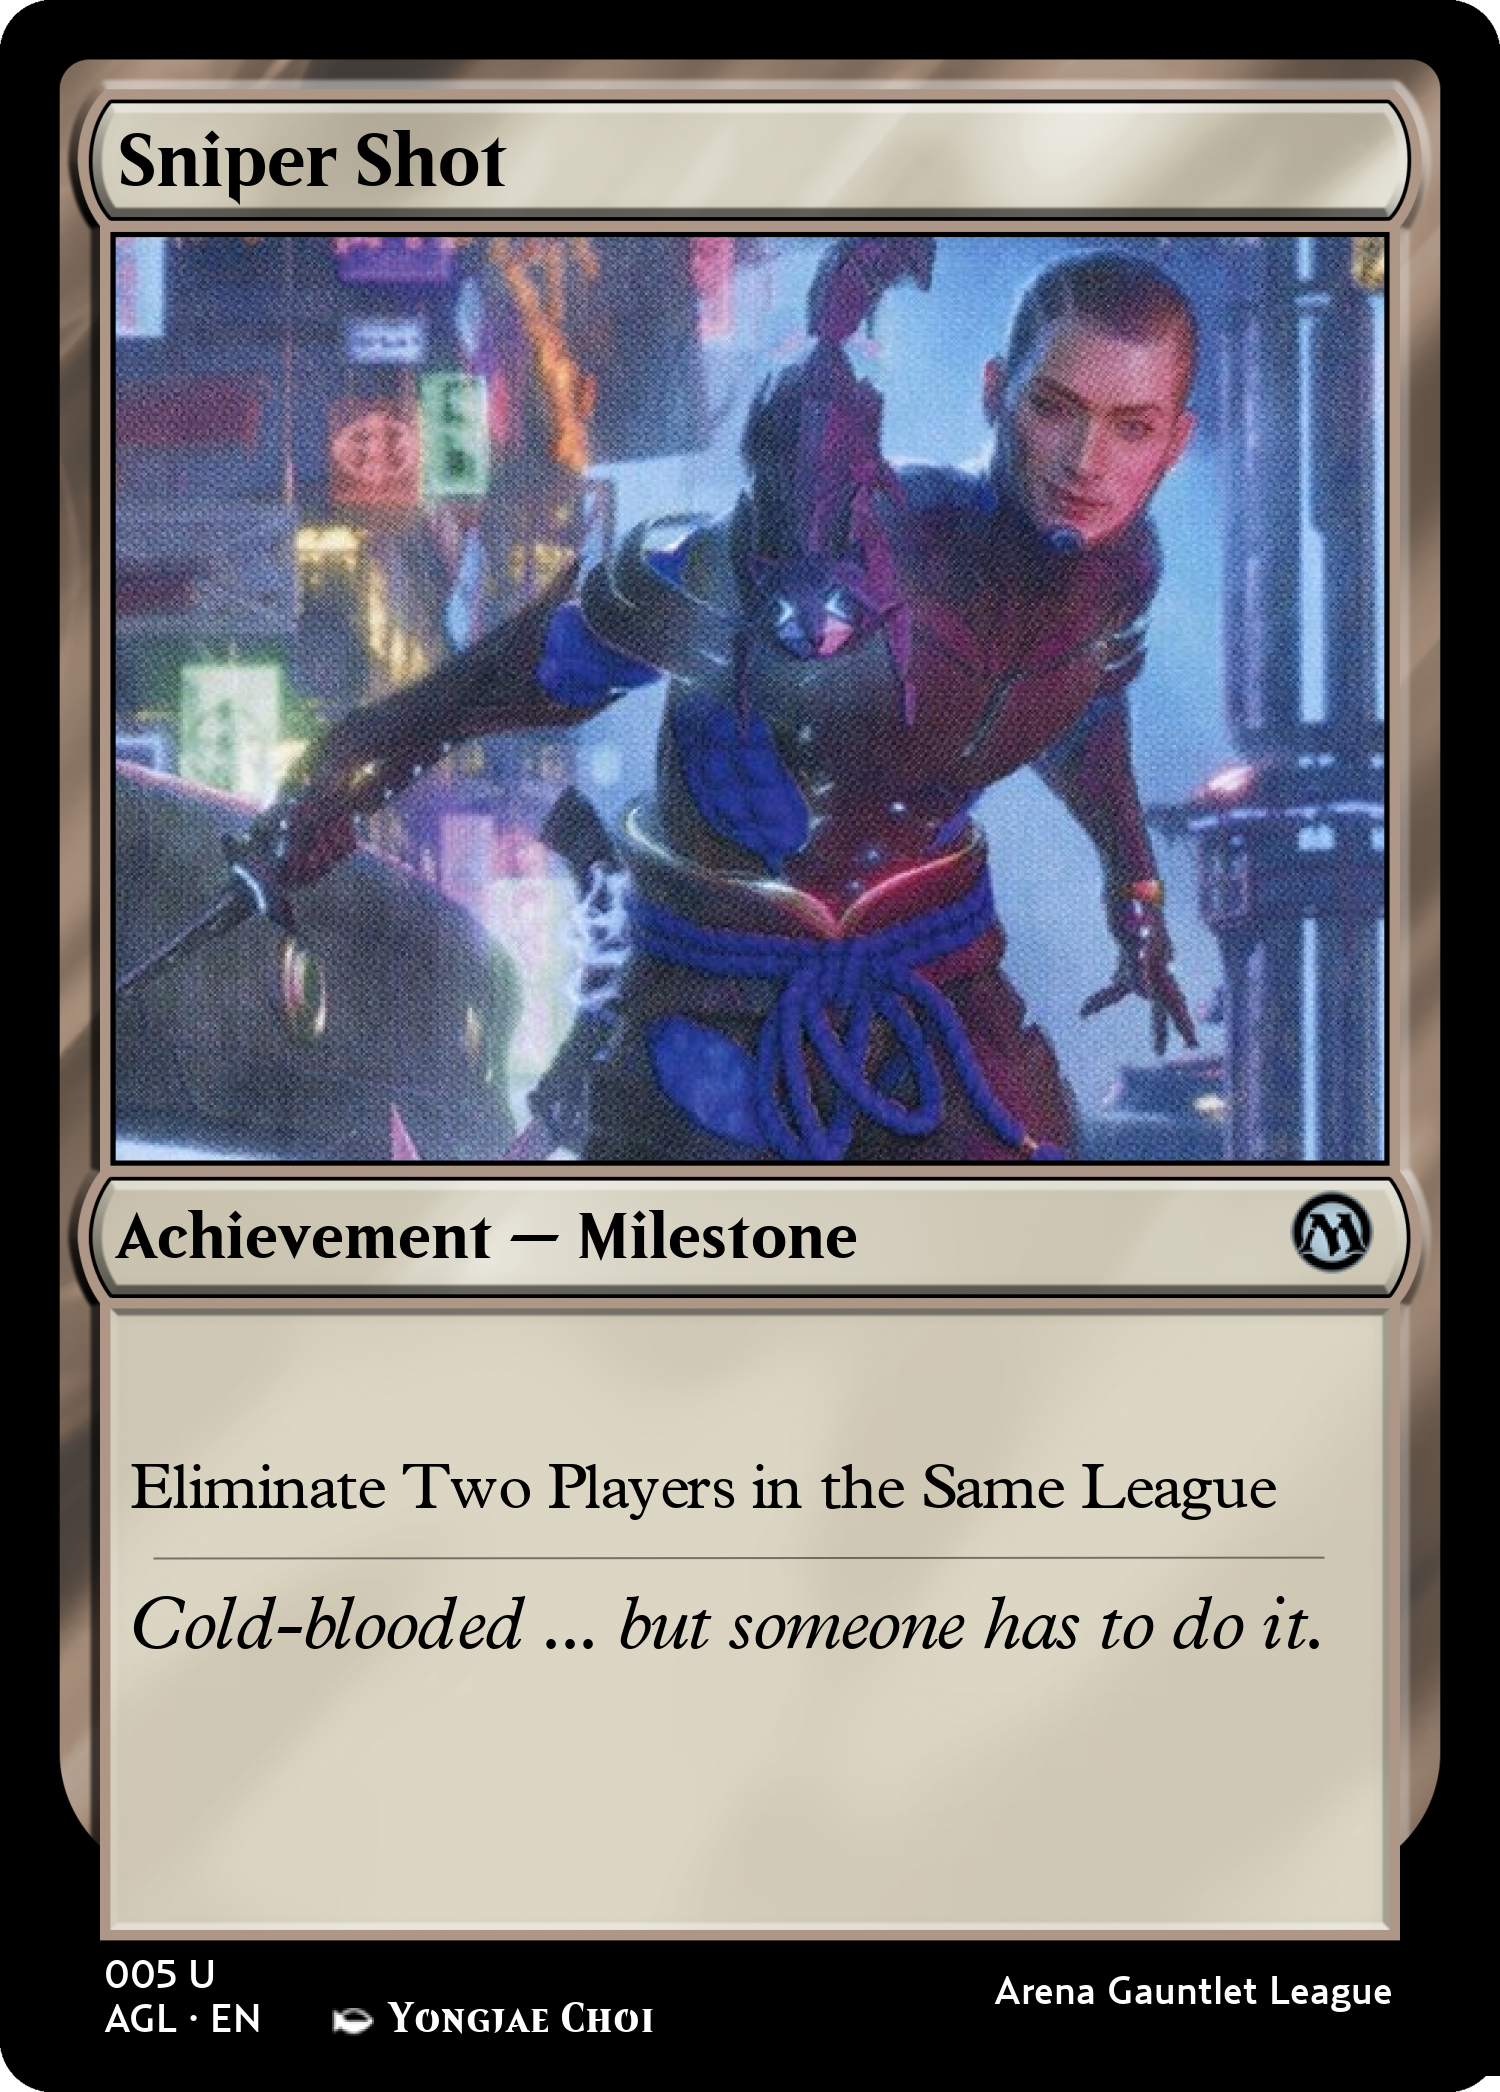 Sniper Shot
Achievement — Milestone
Eliminate Two Players in the Same League
Cold-blooded ... but someone has to do it.
005 U
AGL · EN
Yongjae Choi
Arena Gauntlet League